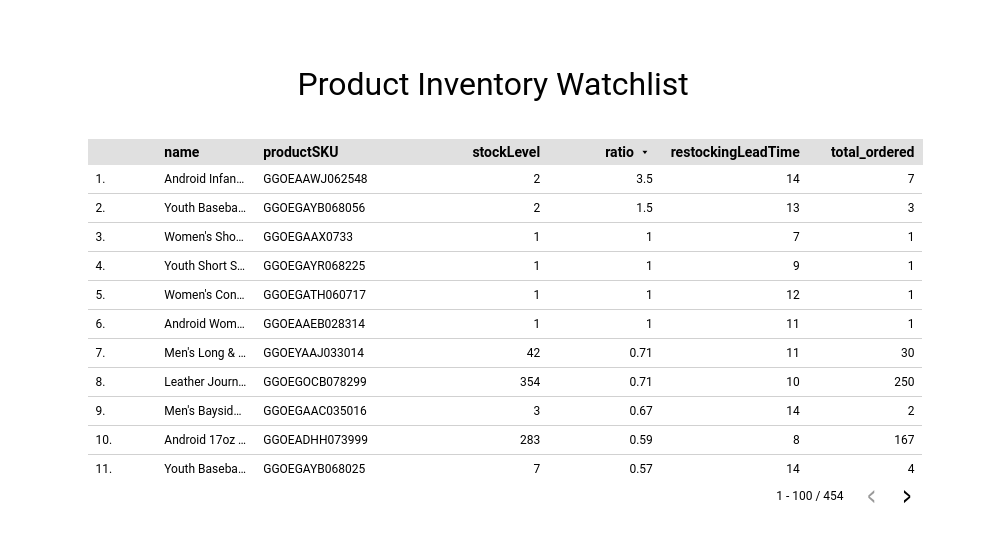 Product Inventory Watchlist
name productSKU stockLevel ratio restockingLeadTime total_ordered
1. Android Infan... GGOEAAWJ062548 2 3.5 14 7
2. Youth Baseba... GGOEGAYB068056 2 1.5 13 3
3. Women's Sho... GGOEGAAX0733 1 1 7 1
4. Youth Short S... GGOEGAYR068225 1 1 9 1
5. Women's Con... GGOEGATH060717 1 1 12 1
6. Android Wom... GGOEAAEB028314 1 1 11 1
7. Men's Long & ... GGOEYAAJ033014 42 0.71 11 30
8. Leather Journ... GGOEGOCB078299 354 0.71 10 250
9. Men's Baysid... GGOEGAAC035016 3 0.67 14 2
10. Android 17oz ... GGOEADHH073999 283 0.59 8 167
11. Youth Baseba... GGOEGAYB068025 7 0.57 14 4
1 - 100 / 454